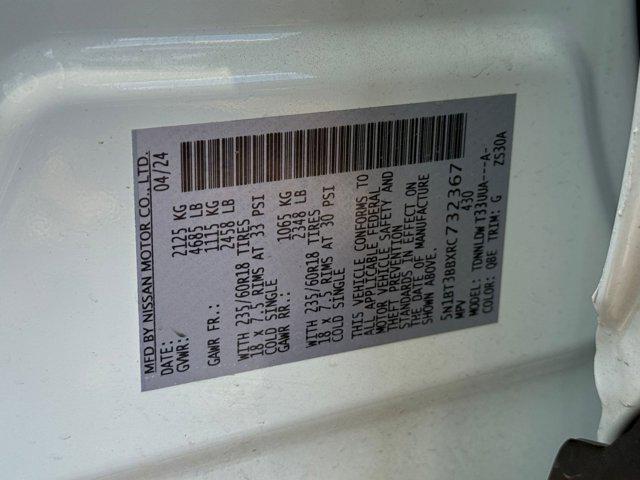 MFD BY NISSAN MOTOR CO., LTD.
DATE: 04/24
GVWR: 2125 KG
4685 LB
GAWR FR.: 1115 KG
2458 LB
WITH 235/60R18 TIRES
18 X 7.5 RIMS AT 33 PSI
COLD SINGLE
GAWR RR.: 1065 KG
2348 LB
WITH 235/60R18 TIRES
18 X 7.5 RIMS AT 30 PSI
COLD SINGLE
THIS VEHICLE CONFORMS TO
ALL APPLICABLE FEDERAL
MOTOR VEHICLE SAFETY AND
THEFT PREVENTION
STANDARDS IN EFFECT ON
THE DATE OF MANUFACTURE
SHOWN ABOVE.
5N1BT3BBXRC732367
MPV 430
MODEL: TDNNLDW T33UUA---A-
COLOR: QBE TRIM: G ZS30A